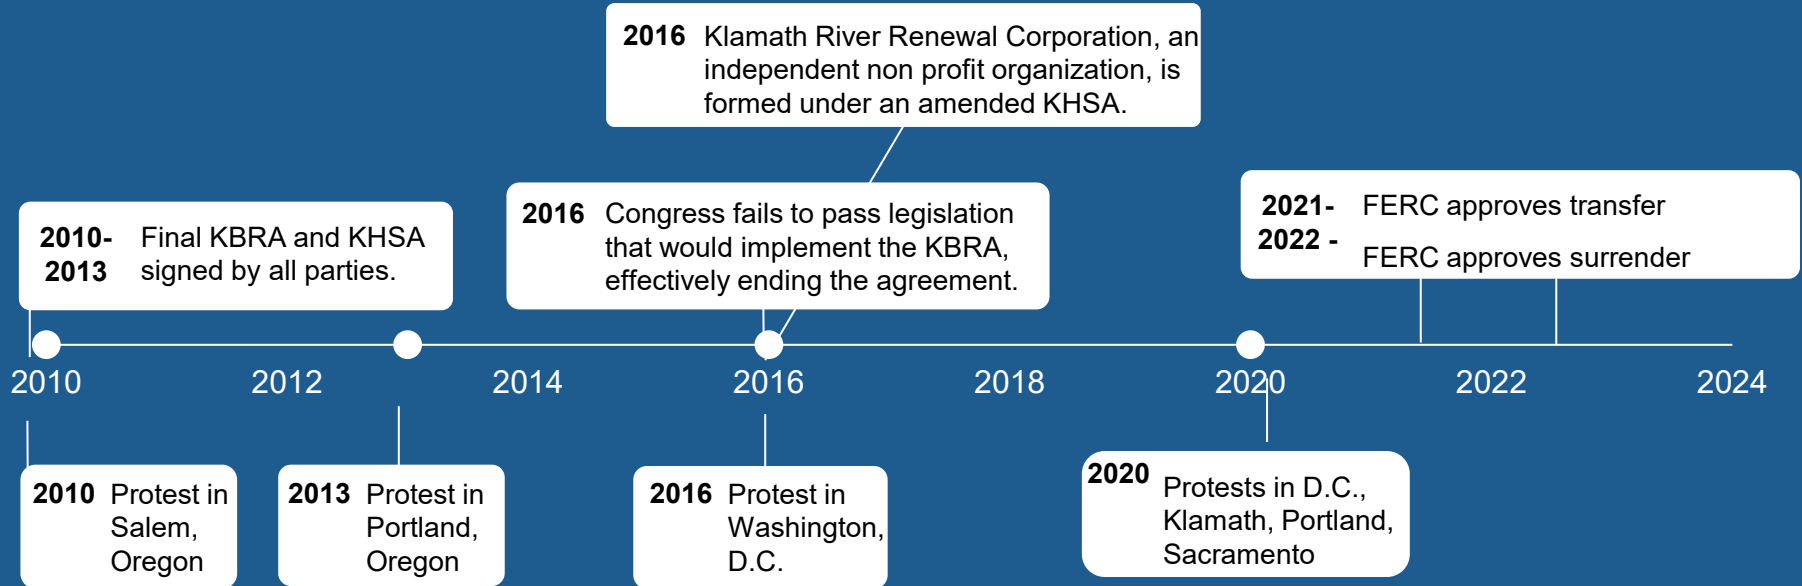 2016 Klamath River Renewal Corporation, an
independent non profit organization, is
formed under an amended KHSA.
2010-
2013
Final KBRA and KHSA
signed by all parties.
2016 Congress fails to pass legislation
that would implement the KBRA,
effectively ending the agreement.
2021-
2022 -
FERC approves transfer
FERC approves surrender
2010 2012 2014 2016 2018 2020 2022 2024
2010 Protest in
Salem,
Oregon
2013 Protest in
Portland,
Oregon
2016 Protest in
Washington,
D.C.
2020
Protests in D.C.,
Klamath, Portland,
Sacramento